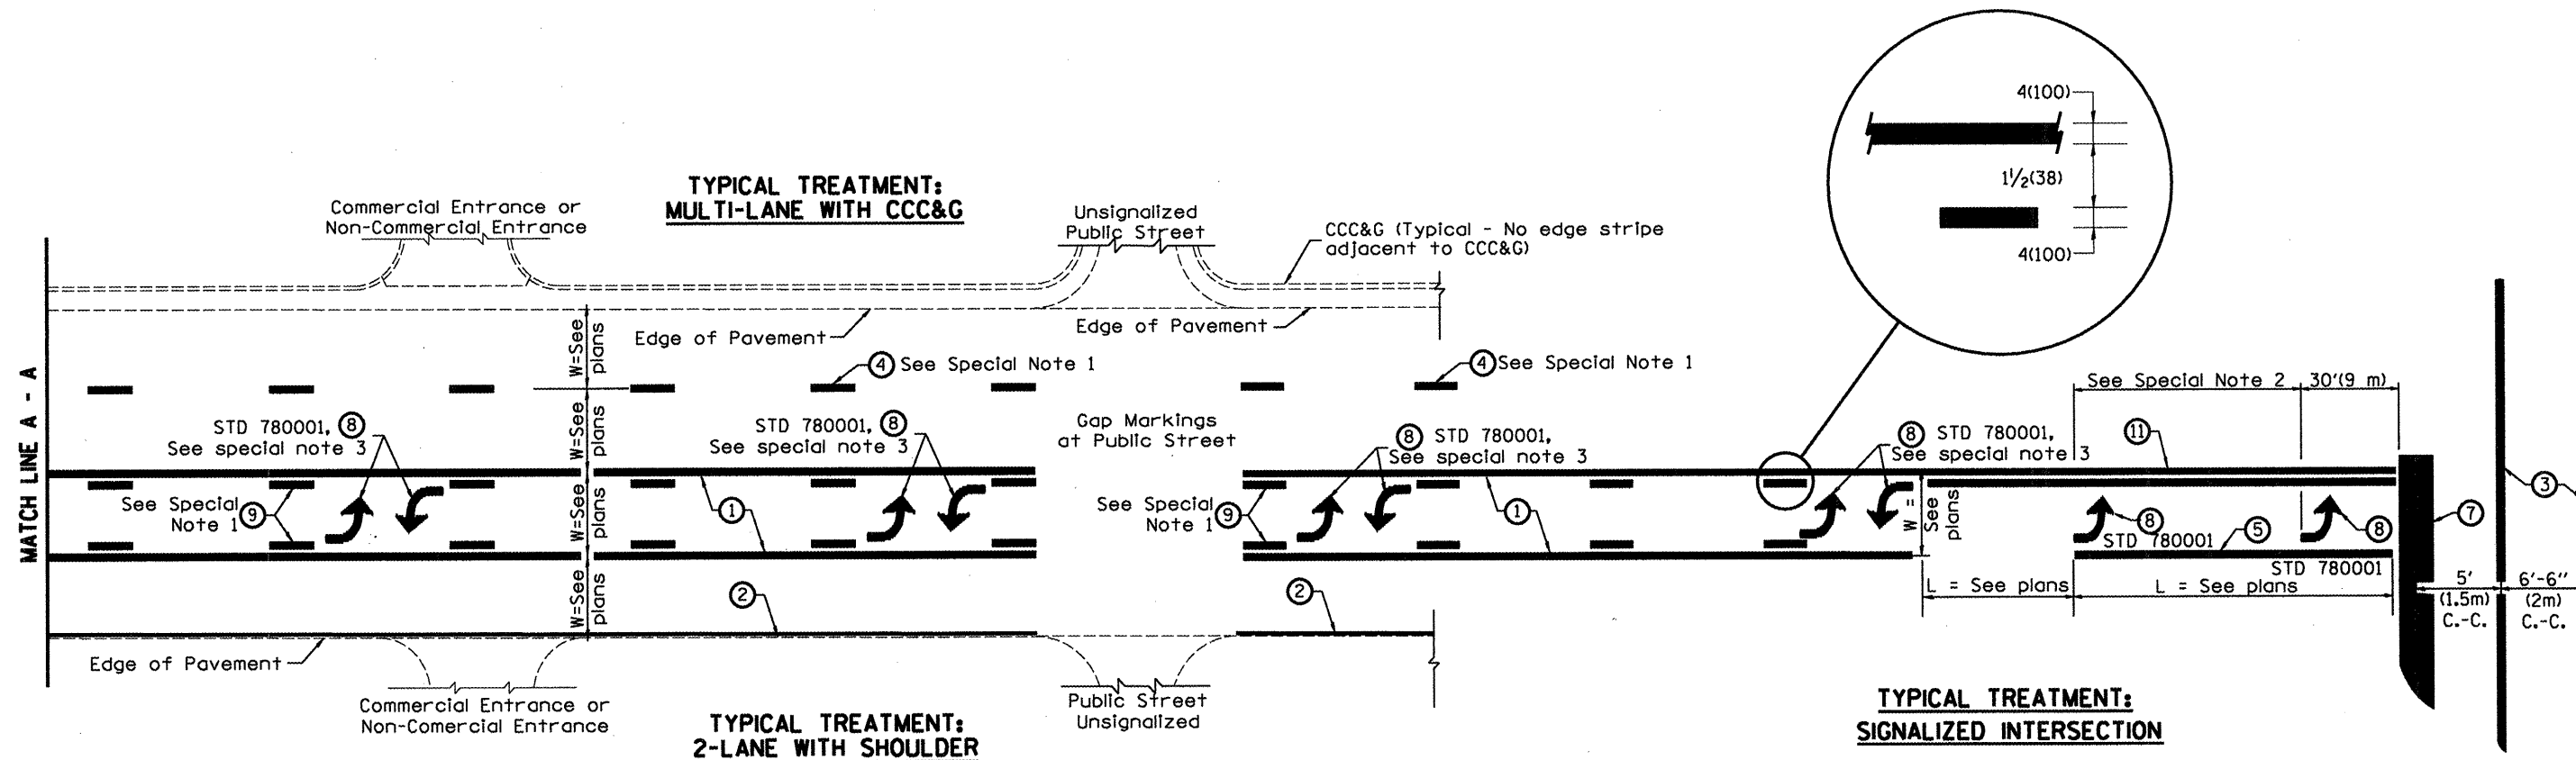 4(100)
1½(38)
4(100)
TYPICAL TREATMENT:
MULTI-LANE WITH CCC&G
Commercial Entrance or
Non-Commercial Entrance
Unsignalized
Public Street
CCC&G (Typical - No edge stripe
adjacent to CCC&G)
MATCH LINE A - A
W=See
plans
Edge of Pavement
Edge of Pavement
4 See Special Note 1
4 See Special Note 1
See Special Note 2
30'(9 m)
W=See
plans
STD 780001, 8
See special note 3
STD 780001, 8
See special note 3
Gap Markings
at Public Street
8 STD 780001,
See special note 3
8 STD 780001,
See special note 3
11
See Special
Note 1 9
W=See
plans
1
See Special
Note 1 9
1
W =
See
plans
8
STD 780001
5
8
7
3
STD 780001
W=See
plans
2
2
L = See plans
L = See plans
5'
(1.5m)
C.-C.
6'-6"
(2m)
C.-C.
Edge of Pavement
Commercial Entrance or
Non-Comercial Entrance
Public Street
Unsignalized
TYPICAL TREATMENT:
2-LANE WITH SHOULDER
TYPICAL TREATMENT:
SIGNALIZED INTERSECTION